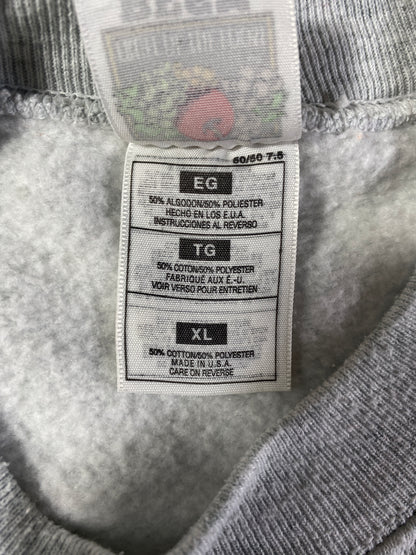 50/50 7.5
EG
50% ALGODON/50% POLIESTER
HECHO EN LOS E.U.A.
INSTRUCCIONES AL REVERSO
TG
50% COTON/50% POLYESTER
FABRIQUÉ AUX É.-U.
VOIR VERSO POUR ENTRETIEN
XL
50% COTTON/50% POLYESTER
MADE IN U.S.A.
CARE ON REVERSE